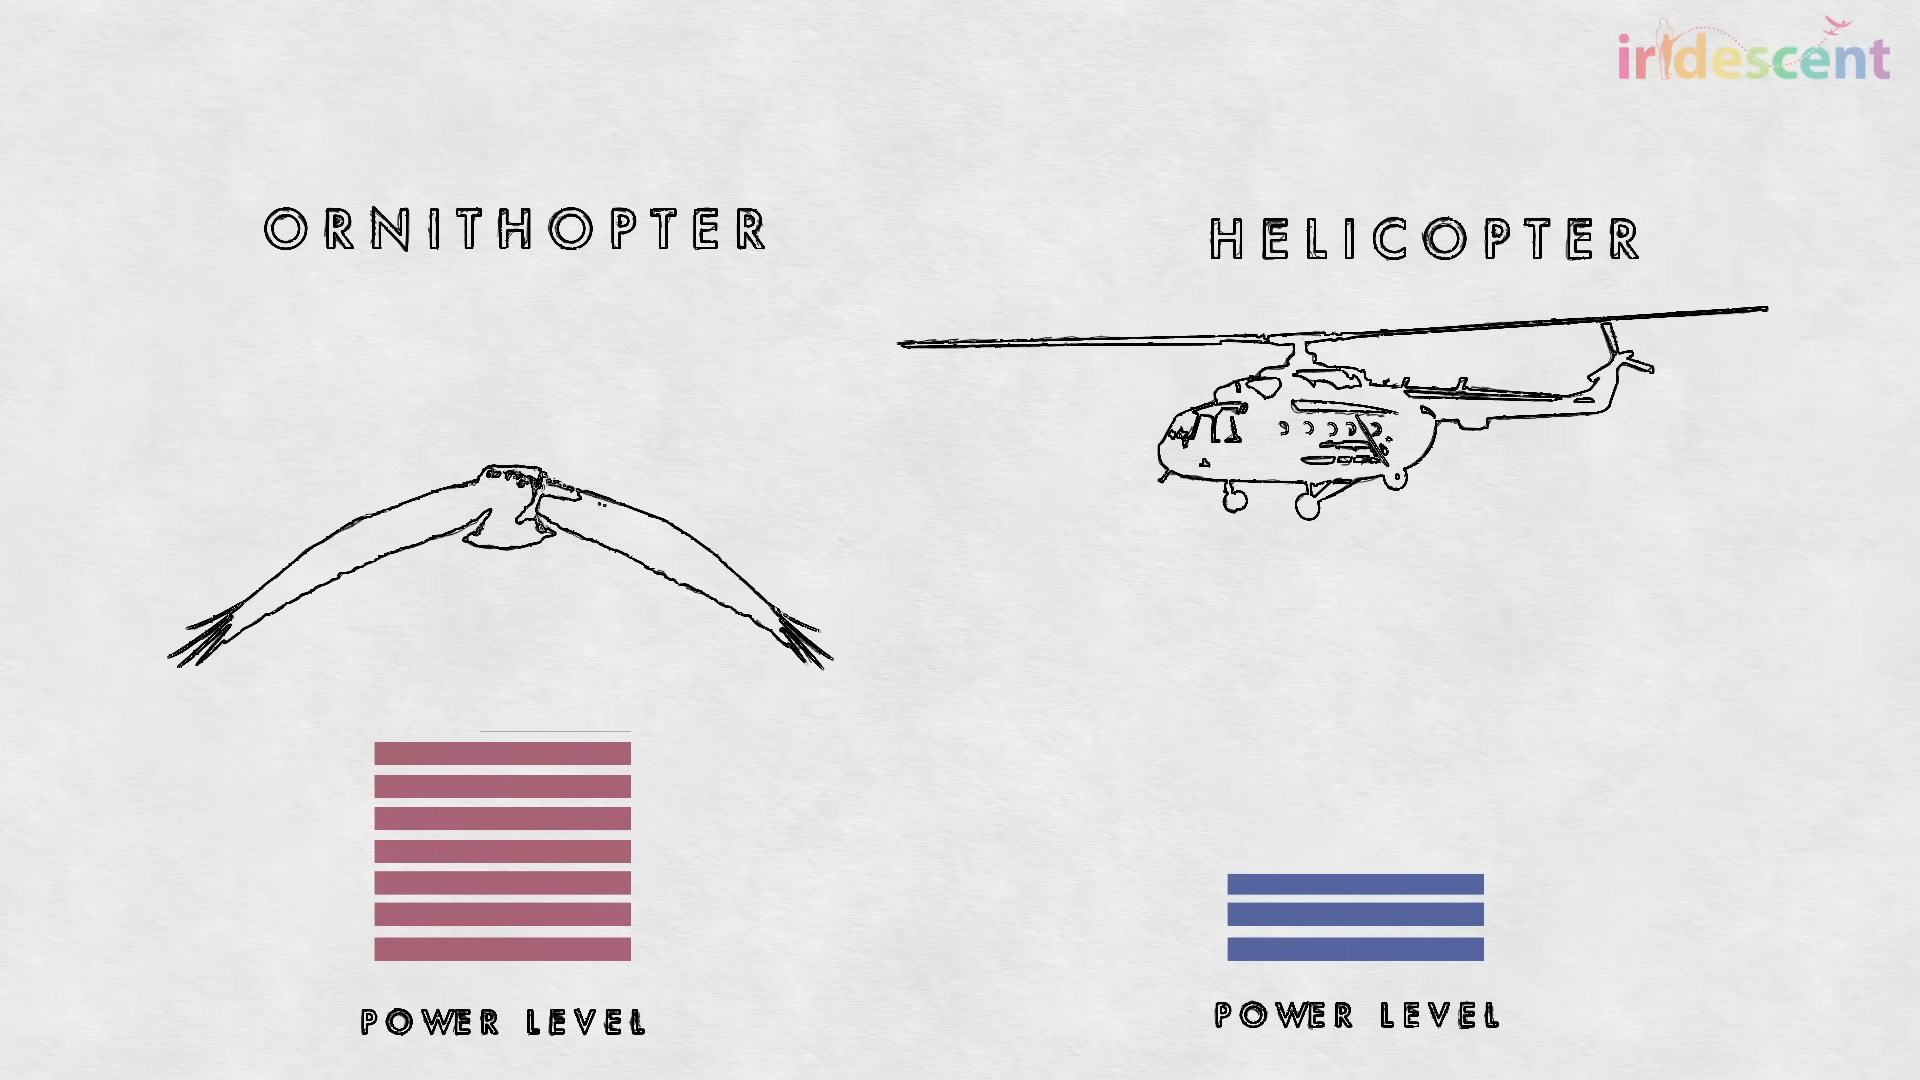 iridescent
ORNITHOPTER
HELICOPTER
POWER LEVEL
POWER LEVEL